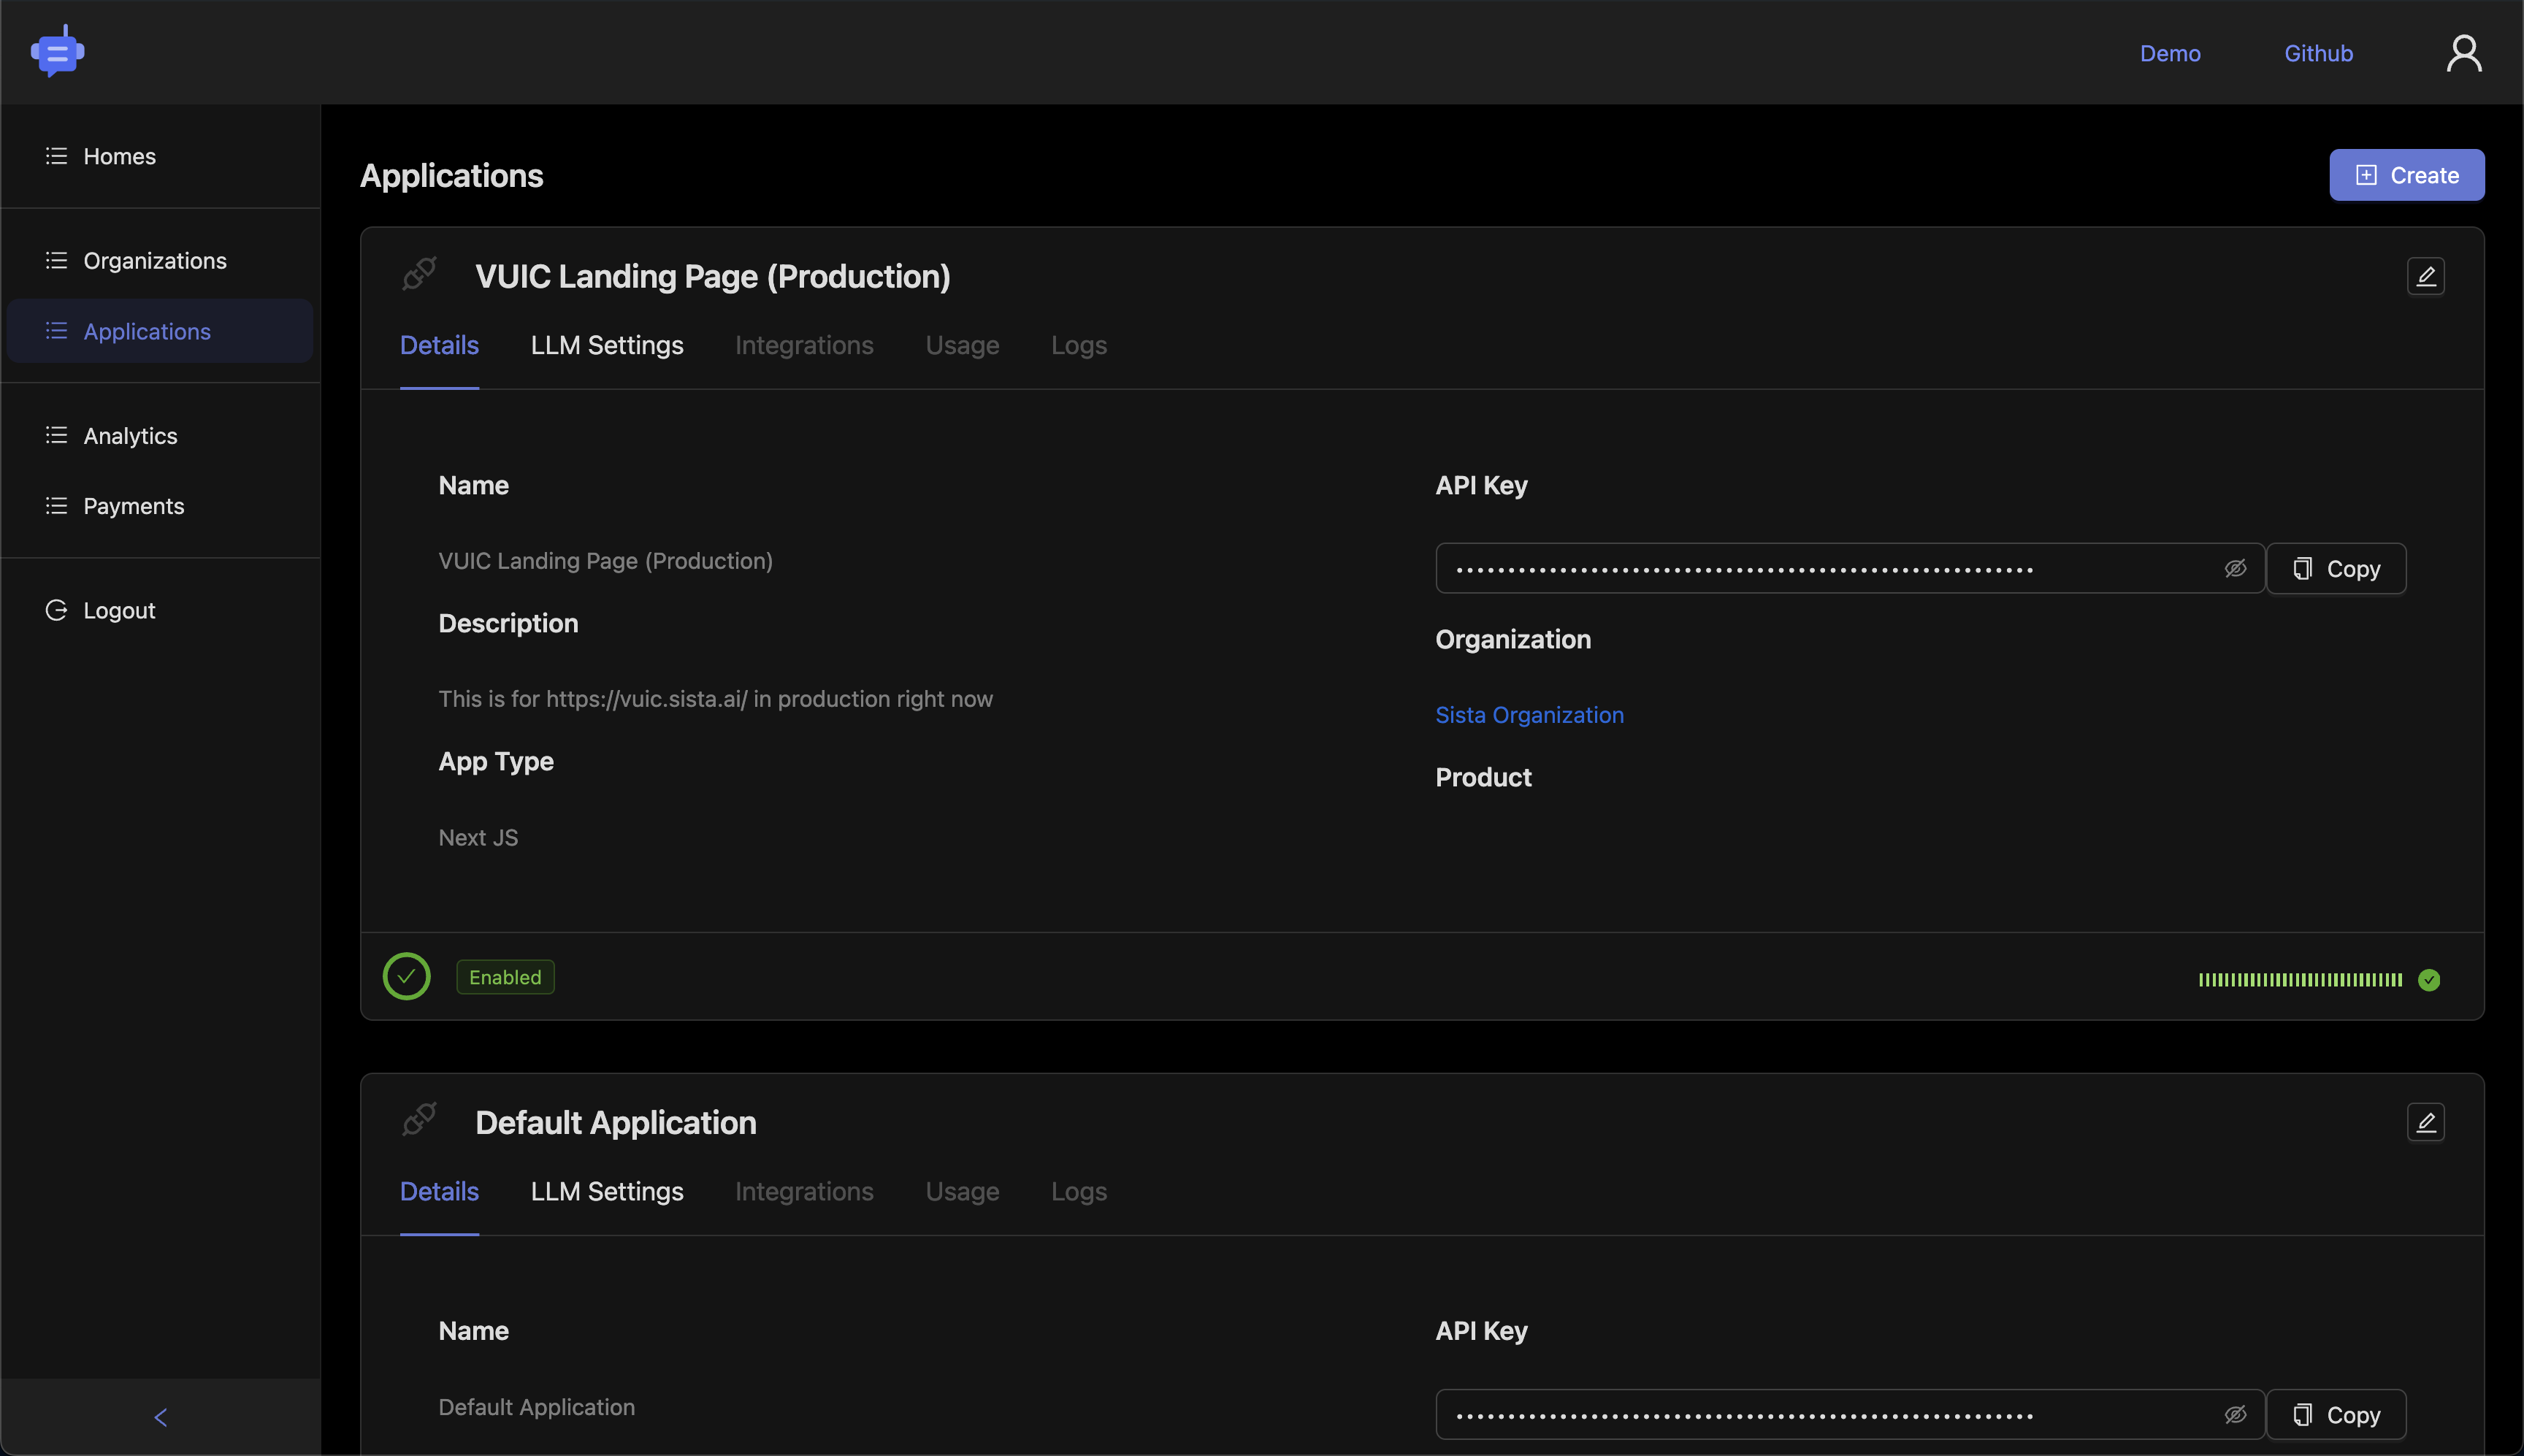 Demo
Github
Homes
Organizations
Applications
Analytics
Payments
Logout
Applications
Create
VUIC Landing Page (Production)
Details LLM Settings Integrations Usage Logs
Name
VUIC Landing Page (Production)
Description
This is for https://vuic.sista.ai/ in production right now
App Type
Next JS
API Key
Copy
Organization
Sista Organization
Product
Enabled
Default Application
Details LLM Settings Integrations Usage Logs
Name
Default Application
API Key
Copy